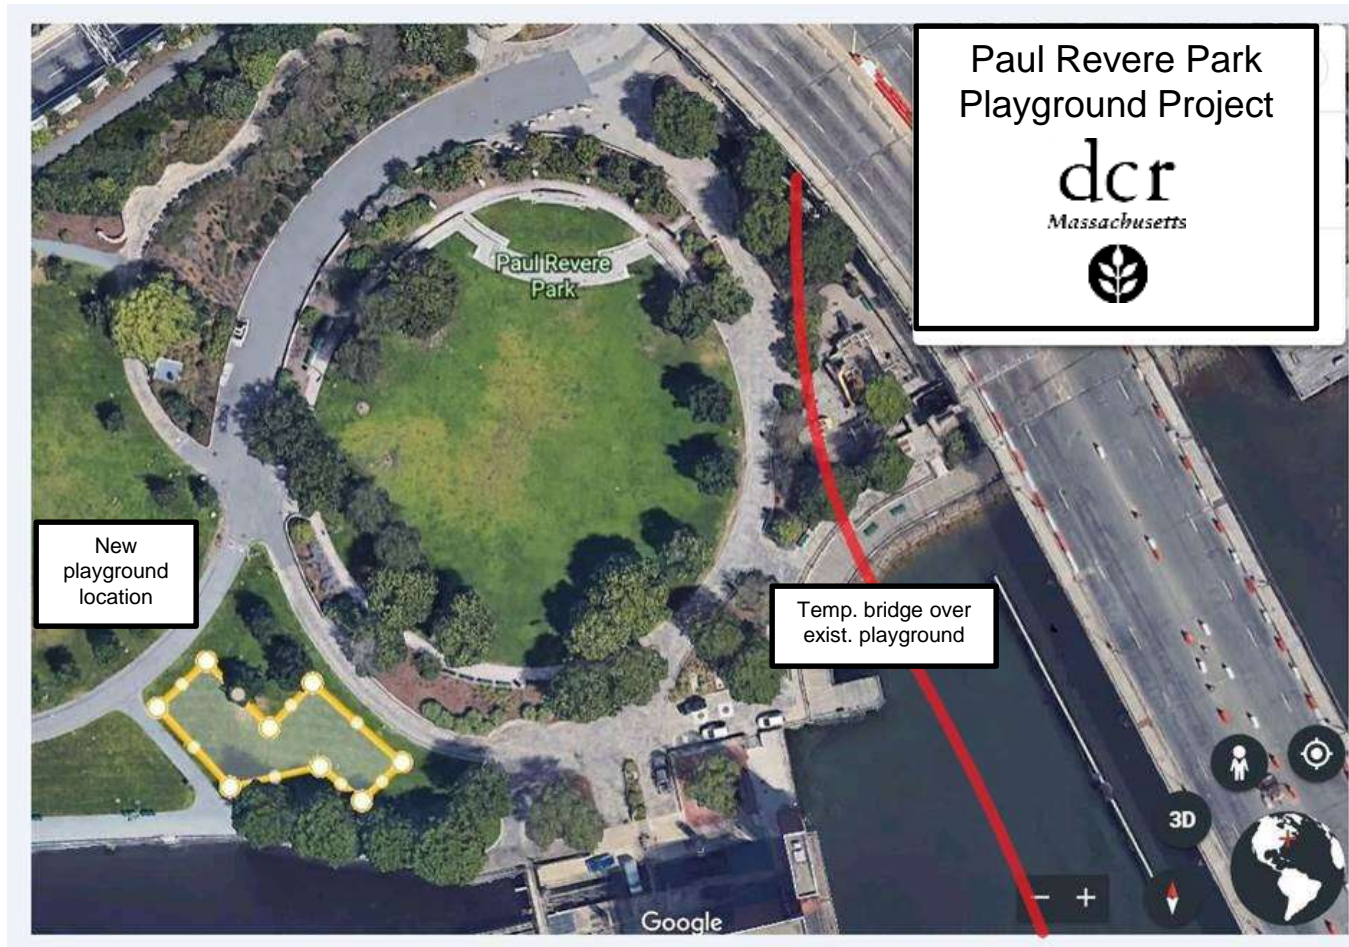 Paul Revere Park
Playground Project
dcr
Massachusetts
Paul Revere
Park
New
playground
location
Temp. bridge over
exist. playground
3D
Google